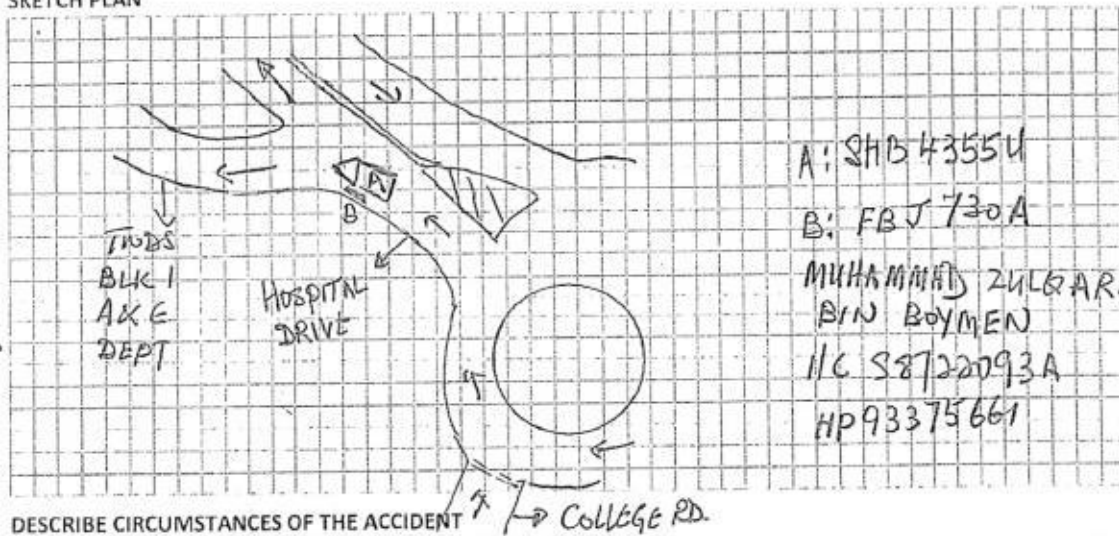 SKETCH PLAN
A: SHB 4355U
B: FBJ 730A
MUHAMMAD ZULQAR
BIN BOYMEN
I/C S8722093A
HP 93375661
A
B
TWDS
BLK 1
A&E
DEPT
HOSPITAL
DRIVE
COLLEGE RD.
DESCRIBE CIRCUMSTANCES OF THE ACCIDENT